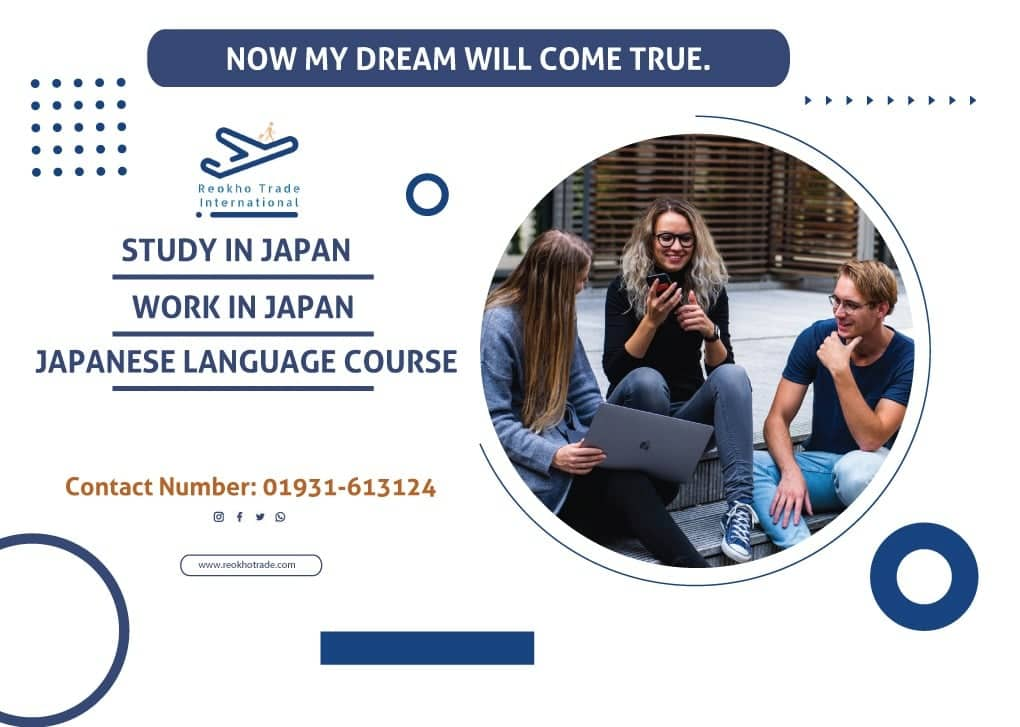 NOW MY DREAM WILL COME TRUE.
Reokho Trade
International
STUDY IN JAPAN
WORK IN JAPAN
JAPANESE LANGUAGE COURSE
Contact Number: 01931-613124
www.reokhotrade.com